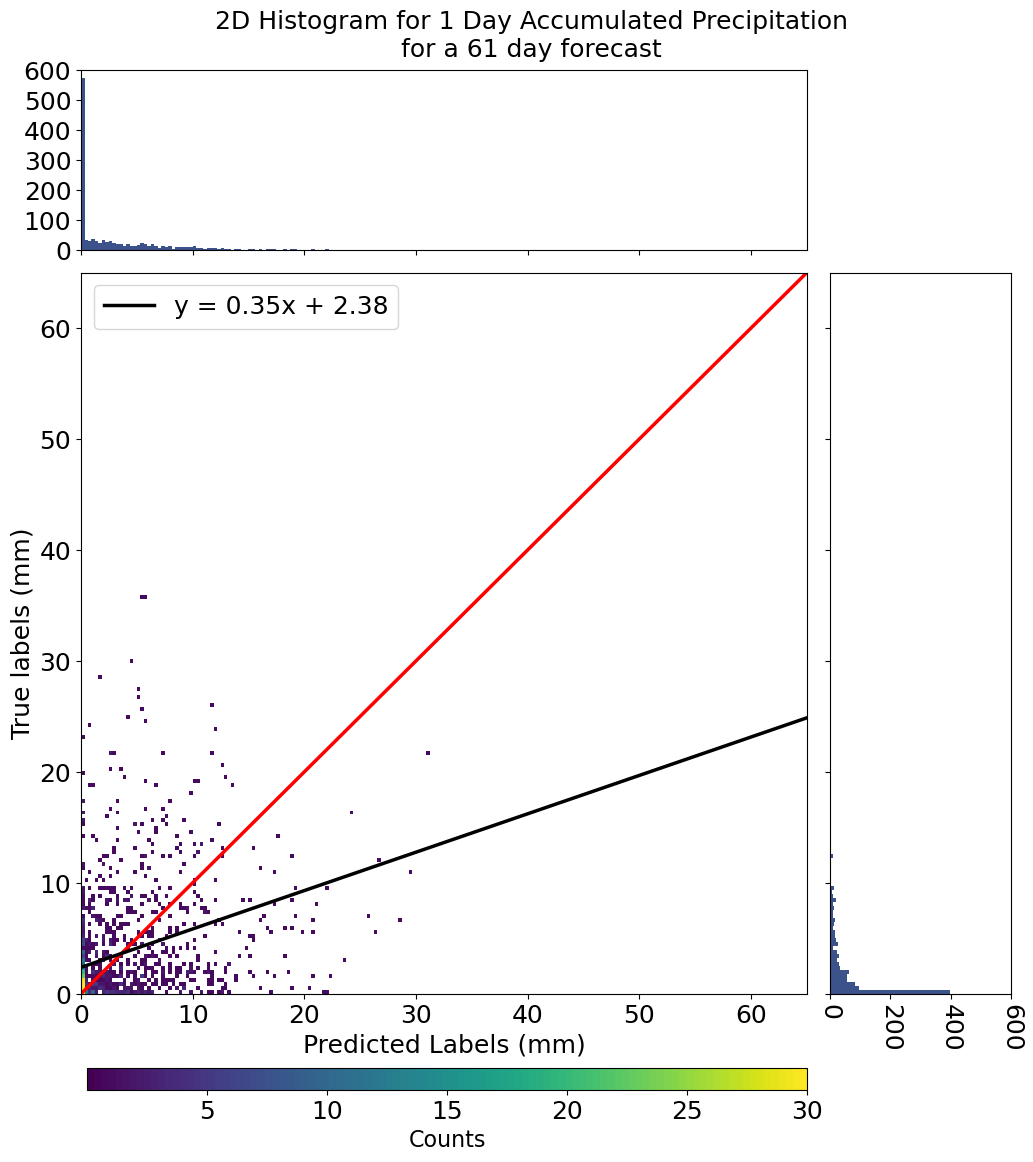 2D Histogram for 1 Day Accumulated Precipitation
for a 61 day forecast
600
500
400
300
200
100
0
y = 0.35x + 2.38
60
50
40
30
20
10
0
True labels (mm)
0 10 20 30 40 50 60
Predicted Labels (mm)
0 200 400 600
5 10 15 20 25 30
Counts